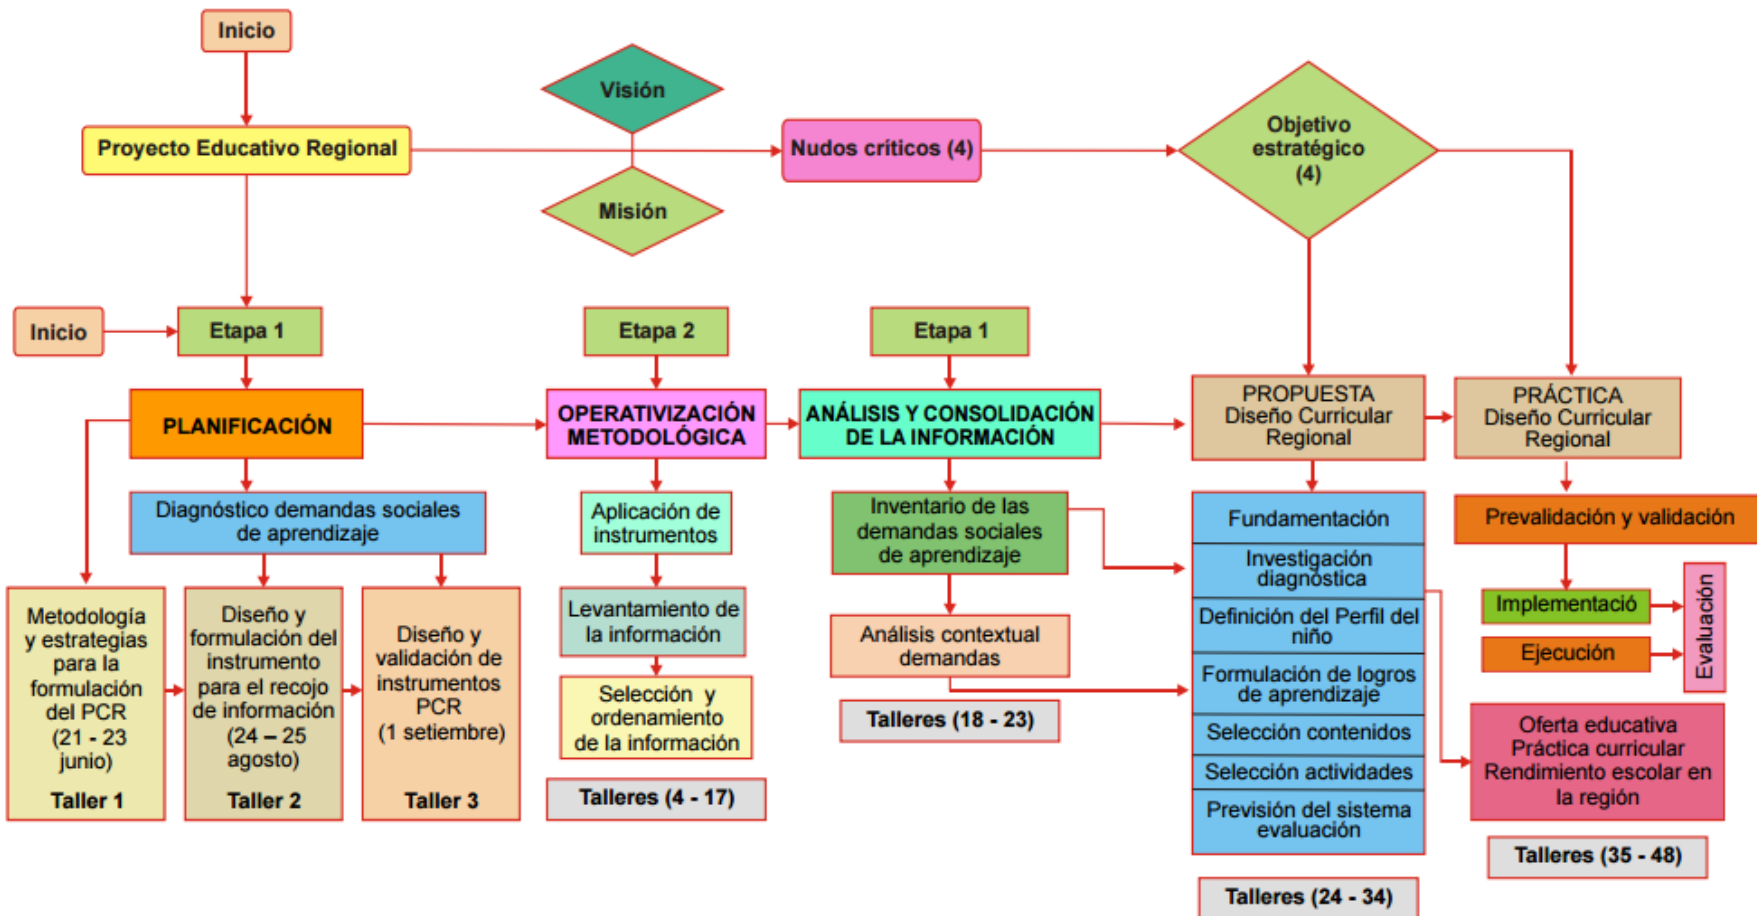 Inicio
Visión
Proyecto Educativo Regional
Nudos criticos (4)
Objetivo
estratégico
(4)
Misión
Inicio
Etapa 1
Etapa 2
Etapa 1
PLANIFICACIÓN
OPERATIVIZACIÓN
METODOLÓGICA
ANÁLISIS Y CONSOLIDACIÓN
DE LA INFORMACIÓN
PROPUESTA
Diseño Curricular
Regional
PRÁCTICA
Diseño Curricular
Regional
Diagnóstico demandas sociales
de aprendizaje
Metodología
y estrategias
para la
formulación
del PCR
(21 - 23
junio)
Taller 1
Diseño y
formulación del
instrumento
para el recojo
de información
(24 – 25
agosto)
Taller 2
Diseño y
validación de
instrumentos
PCR
(1 setiembre)
Taller 3
Aplicación de
instrumentos
Levantamiento de
la información
Selección y
ordenamiento
de la información
Talleres (4 - 17)
Inventario de las
demandas sociales
de aprendizaje
Análisis contextual
demandas
Talleres (18 - 23)
Fundamentación
Investigación
diagnóstica
Definición del Perfil del
niño
Formulación de logros
de aprendizaje
Selección contenidos
Selección actividades
Previsión del sistema
evaluación
Talleres (24 - 34)
Prevalidación y validación
Implementació
Ejecución
Evaluación
Oferta educativa
Práctica curricular
Rendimiento escolar en
la región
Talleres (35 - 48)